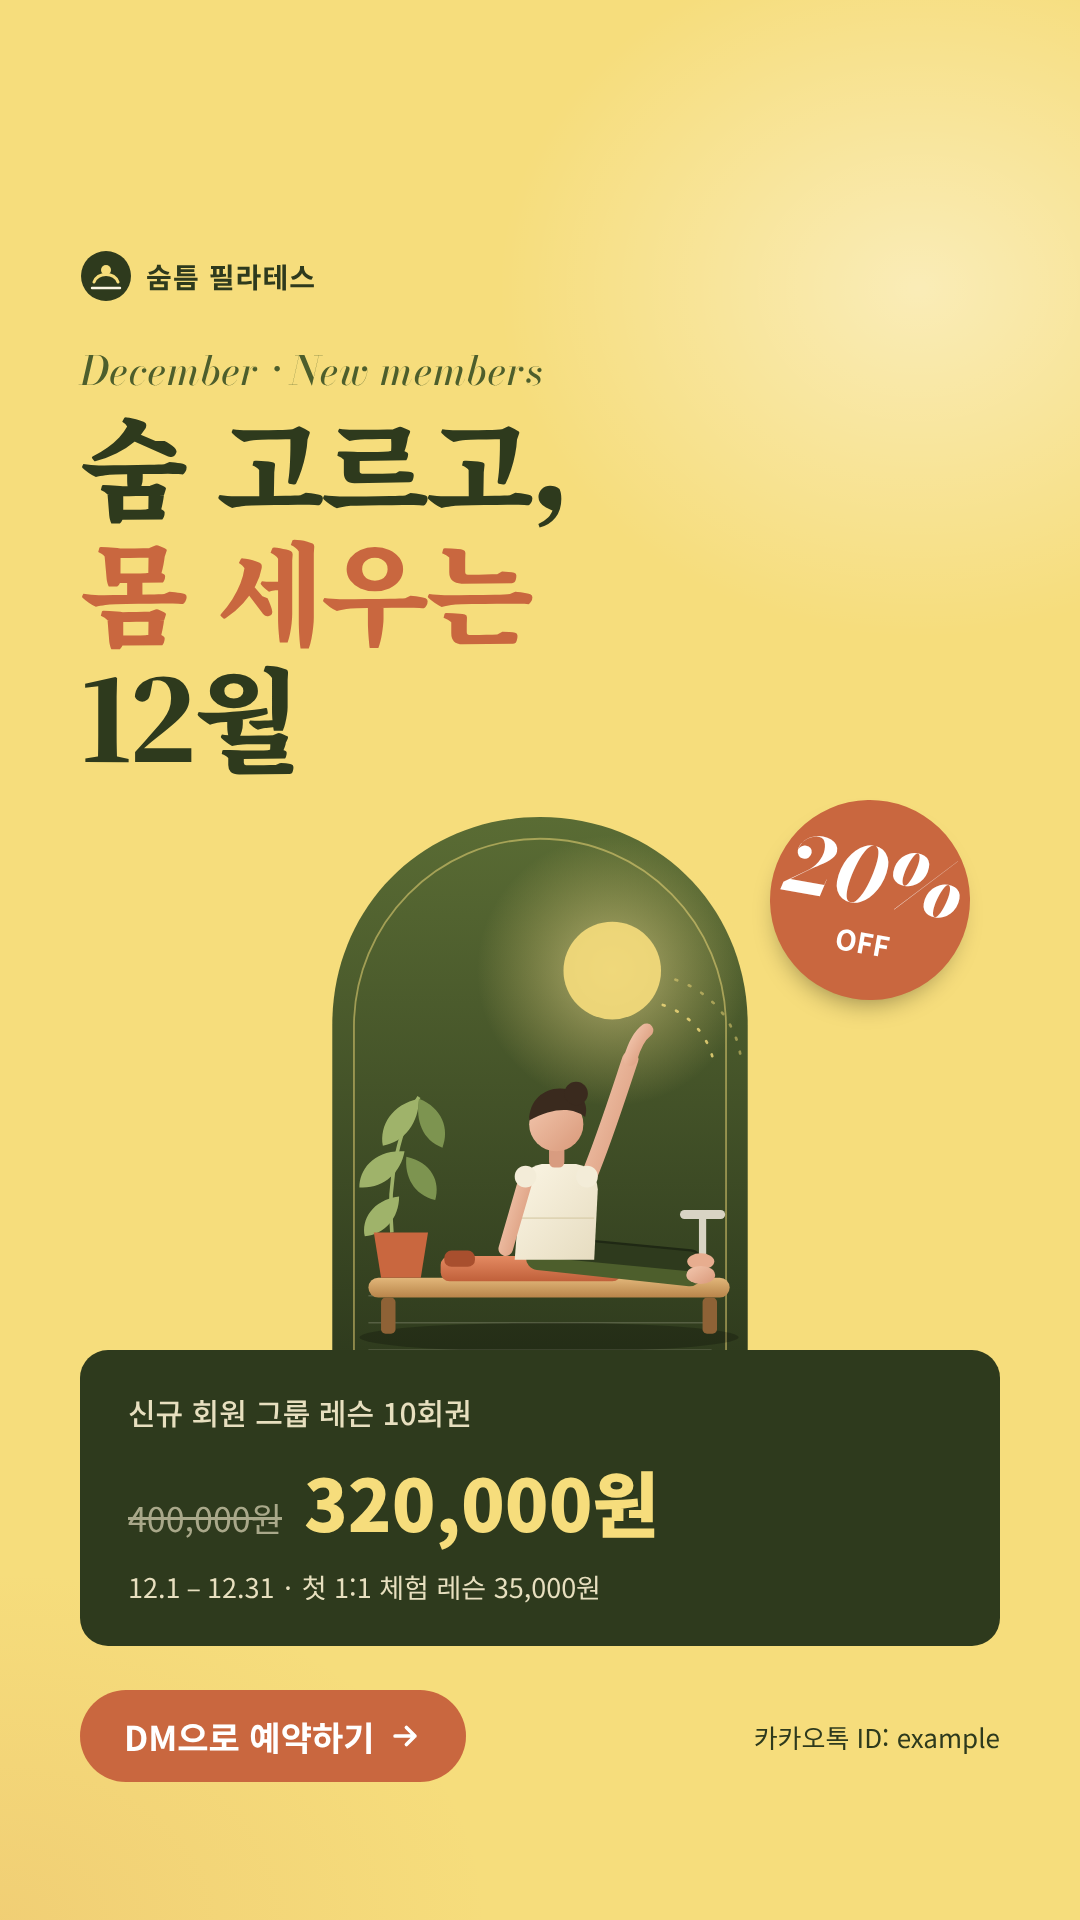 숨틈 필라테스
December · New members
숨 고르고,
몸 세우는
12월
20%
OFF
신규 회원 그룹 레슨 10회권
400,000원 320,000원
12.1 – 12.31 · 첫 1:1 체험 레슨 35,000원
DM으로 예약하기 →
카카오톡 ID: example